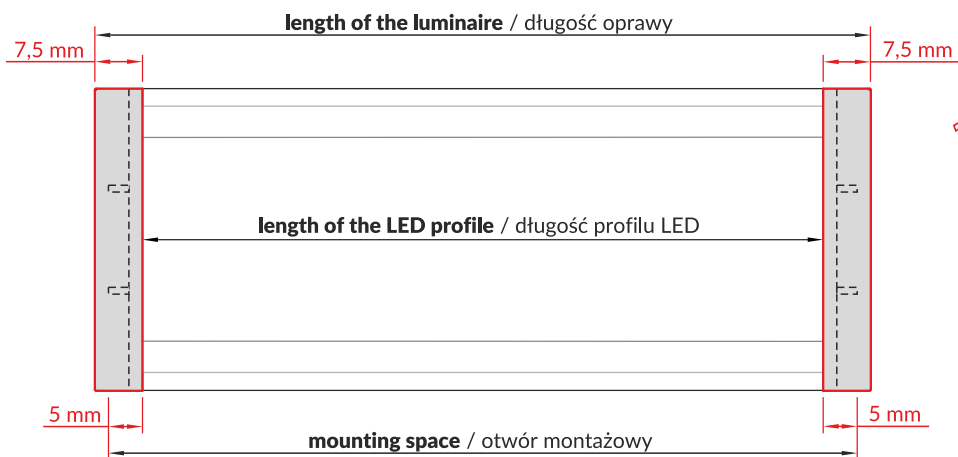 length of the luminaire / długość oprawy
7,5 mm
7,5 mm
length of the LED profile / długość profilu LED
5 mm
5 mm
mounting space / otwór montażowy